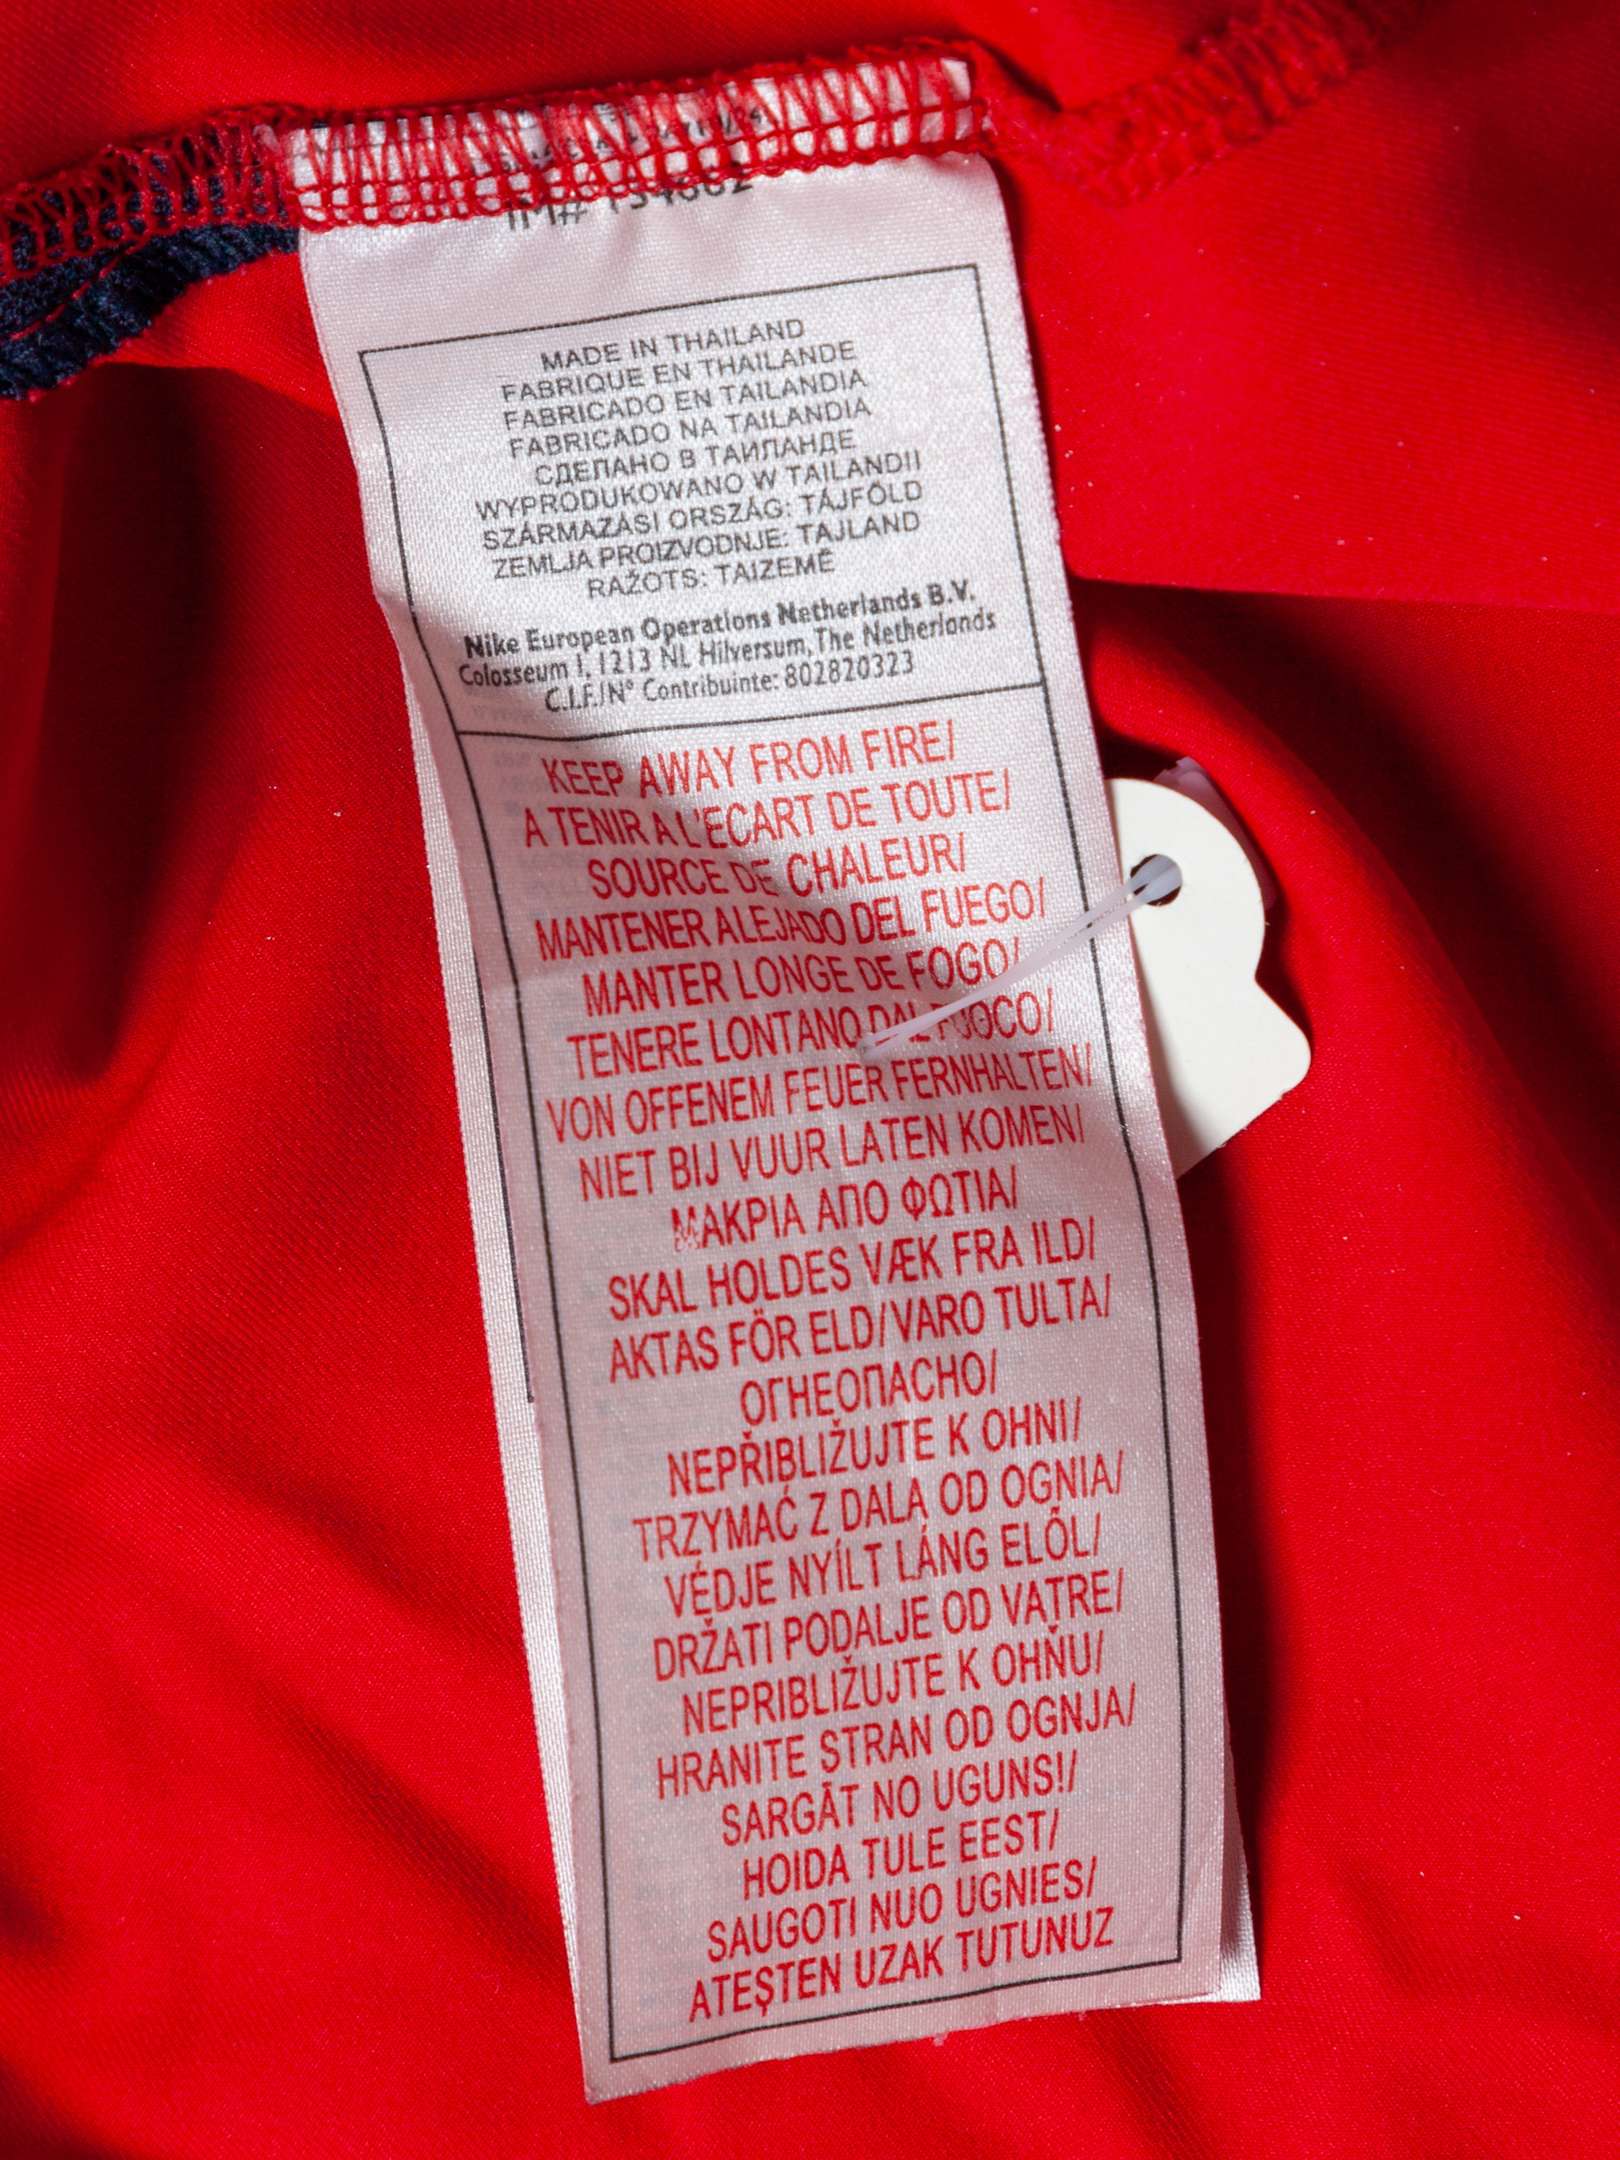 IM#
MADE IN THAILAND
FABRIQUE EN THAILANDE
FABRICADO EN TAILANDIA
FABRICADO NA TAILANDIA
СДЕЛАНО В ТАИЛАНДЕ
WYPRODUKOWANO W TAILANDII
SZÁRMAZÁSI ORSZÁG: TÁJFÖLD
ZEMLJA PROIZVODNJE: TAJLAND
RAŽOTS: TAIZEMĒ
Nike European Operations Netherlands B.V.
Colosseum 1, 1213 NL Hilversum, The Netherlands
C.I.F./N° Contribuinte: 802820323
KEEP AWAY FROM FIRE/
A TENIR A L'ECART DE TOUTE/
SOURCE DE CHALEUR/
MANTENER ALEJADO DEL FUEGO/
MANTER LONGE DE FOGO/
TENERE LONTANO DAL FUOCO/
VON OFFENEM FEUER FERNHALTEN/
NIET BIJ VUUR LATEN KOMEN/
ΜΑΚΡΙΑ ΑΠΟ ΦΩΤΙΑ/
SKAL HOLDES VÆK FRA ILD/
AKTAS FÖR ELD/VARO TULTA/
ОГНЕОПАСНО/
NEPŘIBLIŽUJTE K OHNI/
TRZYMAĆ Z DALA OD OGNIA/
VÉDJE NYÍLT LÁNG ELŐL/
DRŽATI PODALJE OD VATRE/
NEPRIBLIŽUJTE K OHŇU/
HRANITE STRAN OD OGNJA/
SARGĀT NO UGUNS!/
HOIDA TULE EEST/
SAUGOTI NUO UGNIES/
ATEŞTEN UZAK TUTUNUZ